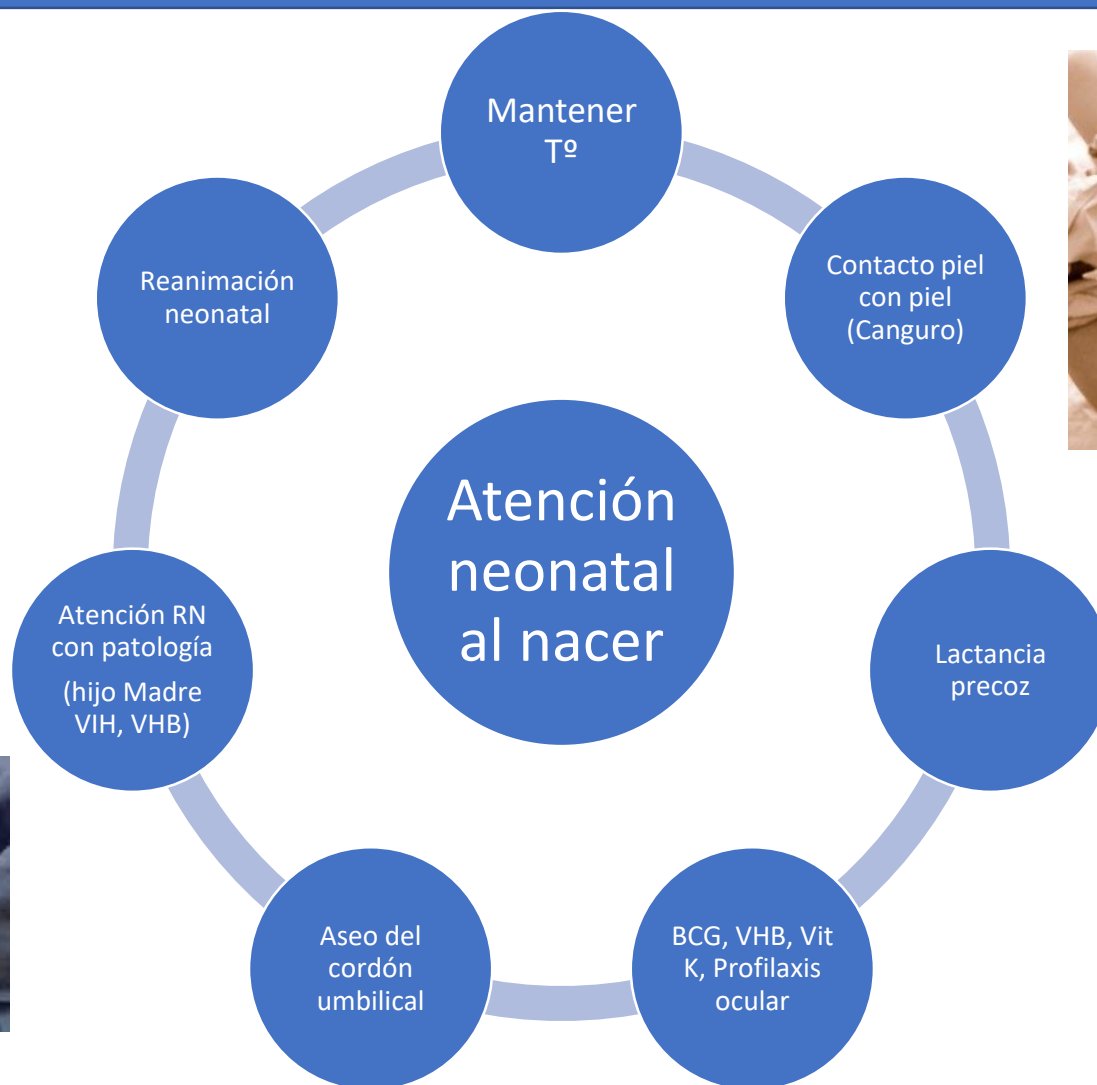 Mantener
Tº
Contacto piel
con piel
(Canguro)
Lactancia
precoz
BCG, VHB, Vit
K, Profilaxis
ocular
Aseo del
cordón
umbilical
Atención RN
con patología
(hijo Madre
VIH, VHB)
Reanimación
neonatal
Atención
neonatal
al nacer